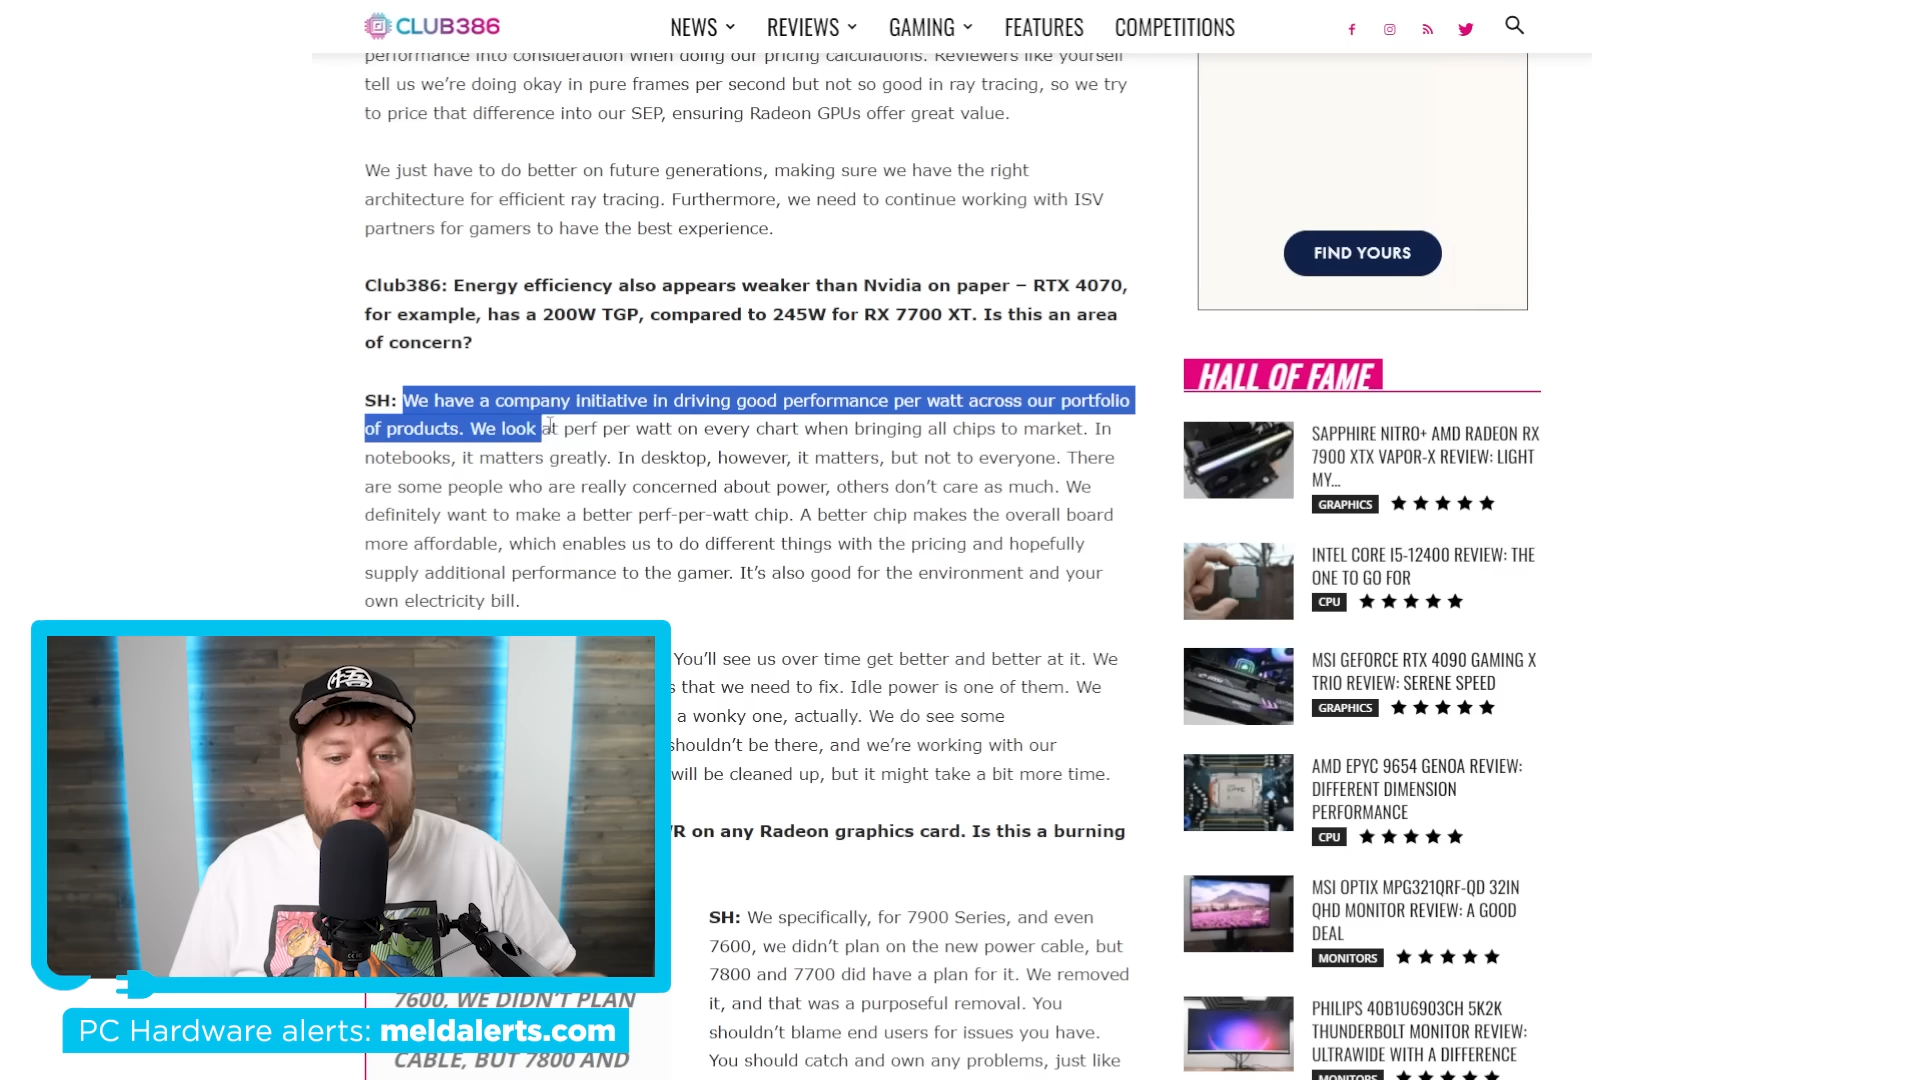 CLUB386
NEWS
REVIEWS
GAMING
FEATURES
COMPETITIONS
performance into consideration when doing our pricing calculations. Reviewers like yourself
tell us we're doing okay in pure frames per second but not so good in ray tracing, so we try
to price that difference into our SEP, ensuring Radeon GPUs offer great value.
We just have to do better on future generations, making sure we have the right
architecture for efficient ray tracing. Furthermore, we need to continue working with ISV
partners for gamers to have the best experience.
Club386: Energy efficiency also appears weaker than Nvidia on paper – RTX 4070,
for example, has a 200W TGP, compared to 245W for RX 7700 XT. Is this an area
of concern?
SH: We have a company initiative in driving good performance per watt across our portfolio
of products. We look at perf per watt on every chart when bringing all chips to market. In
notebooks, it matters greatly. In desktop, however, it matters, but not to everyone. There
are some people who are really concerned about power, others don't care as much. We
definitely want to make a better perf-per-watt chip. A better chip makes the overall board
more affordable, which enables us to do different things with the pricing and hopefully
supply additional performance to the gamer. It's also good for the environment and your
own electricity bill.
You'll see us over time get better and better at it. We
that we need to fix. Idle power is one of them. We
a wonky one, actually. We do see some
shouldn't be there, and we're working with our
will be cleaned up, but it might take a bit more time.
on any Radeon graphics card. Is this a burning
SH: We specifically, for 7900 Series, and even
7600, we didn't plan on the new power cable, but
7800 and 7700 did have a plan for it. We removed
it, and that was a purposeful removal. You
shouldn't blame end users for issues you have.
You should catch and own any problems, just like
7600, WE DIDN'T PLAN
CABLE, BUT 7800 AND
PC Hardware alerts: meldalerts.com
FIND YOURS
HALL OF FAME
SAPPHIRE NITRO+ AMD RADEON RX
7900 XTX VAPOR-X REVIEW: LIGHT
MY...
GRAPHICS
INTEL CORE I5-12400 REVIEW: THE
ONE TO GO FOR
CPU
MSI GEFORCE RTX 4090 GAMING X
TRIO REVIEW: SERENE SPEED
GRAPHICS
AMD EPYC 9654 GENOA REVIEW:
DIFFERENT DIMENSION
PERFORMANCE
CPU
MSI OPTIX MPG321QRF-QD 32IN
QHD MONITOR REVIEW: A GOOD
DEAL
MONITORS
PHILIPS 40B1U6903CH 5K2K
THUNDERBOLT MONITOR REVIEW:
ULTRAWIDE WITH A DIFFERENCE
MONITORS